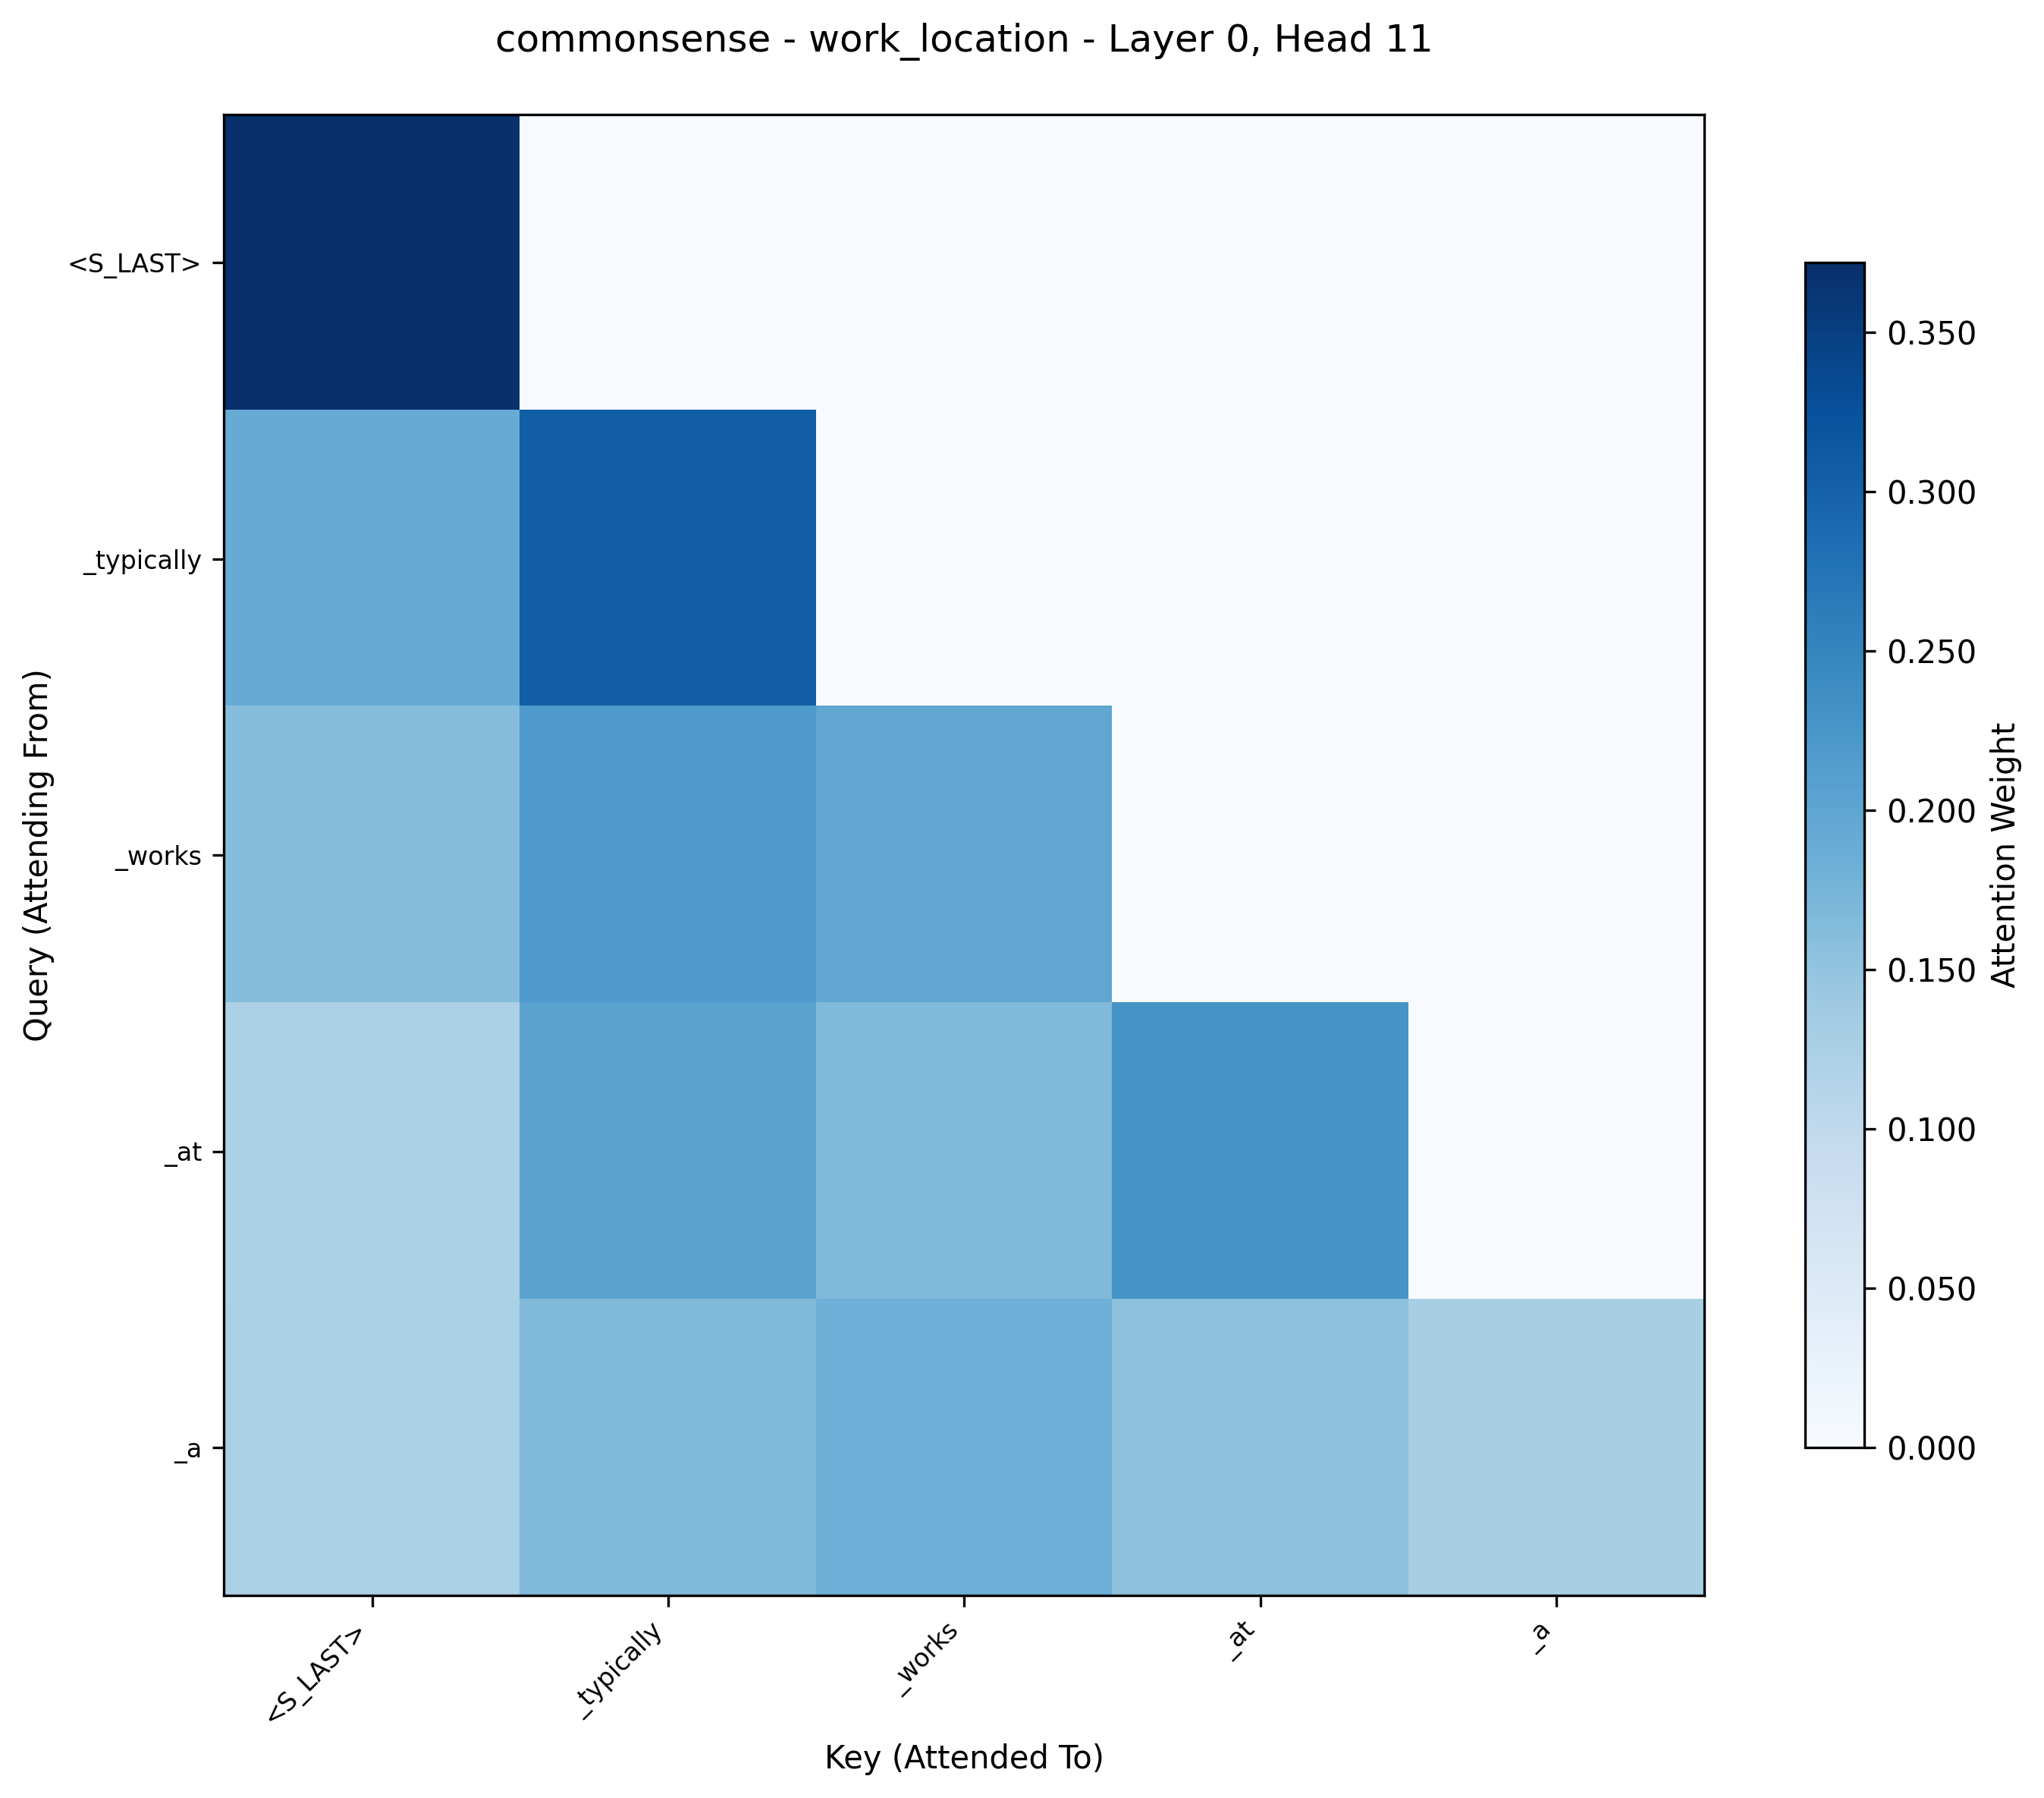 commonsense - work_location - Layer 0, Head 11
<S_LAST>
_typically
_works
_at
_a
Query (Attending From)
<S_LAST>
_typically
_works
_at
_a
Key (Attended To)
0.350
0.300
0.250
0.200
0.150
0.100
0.050
0.000
Attention Weight